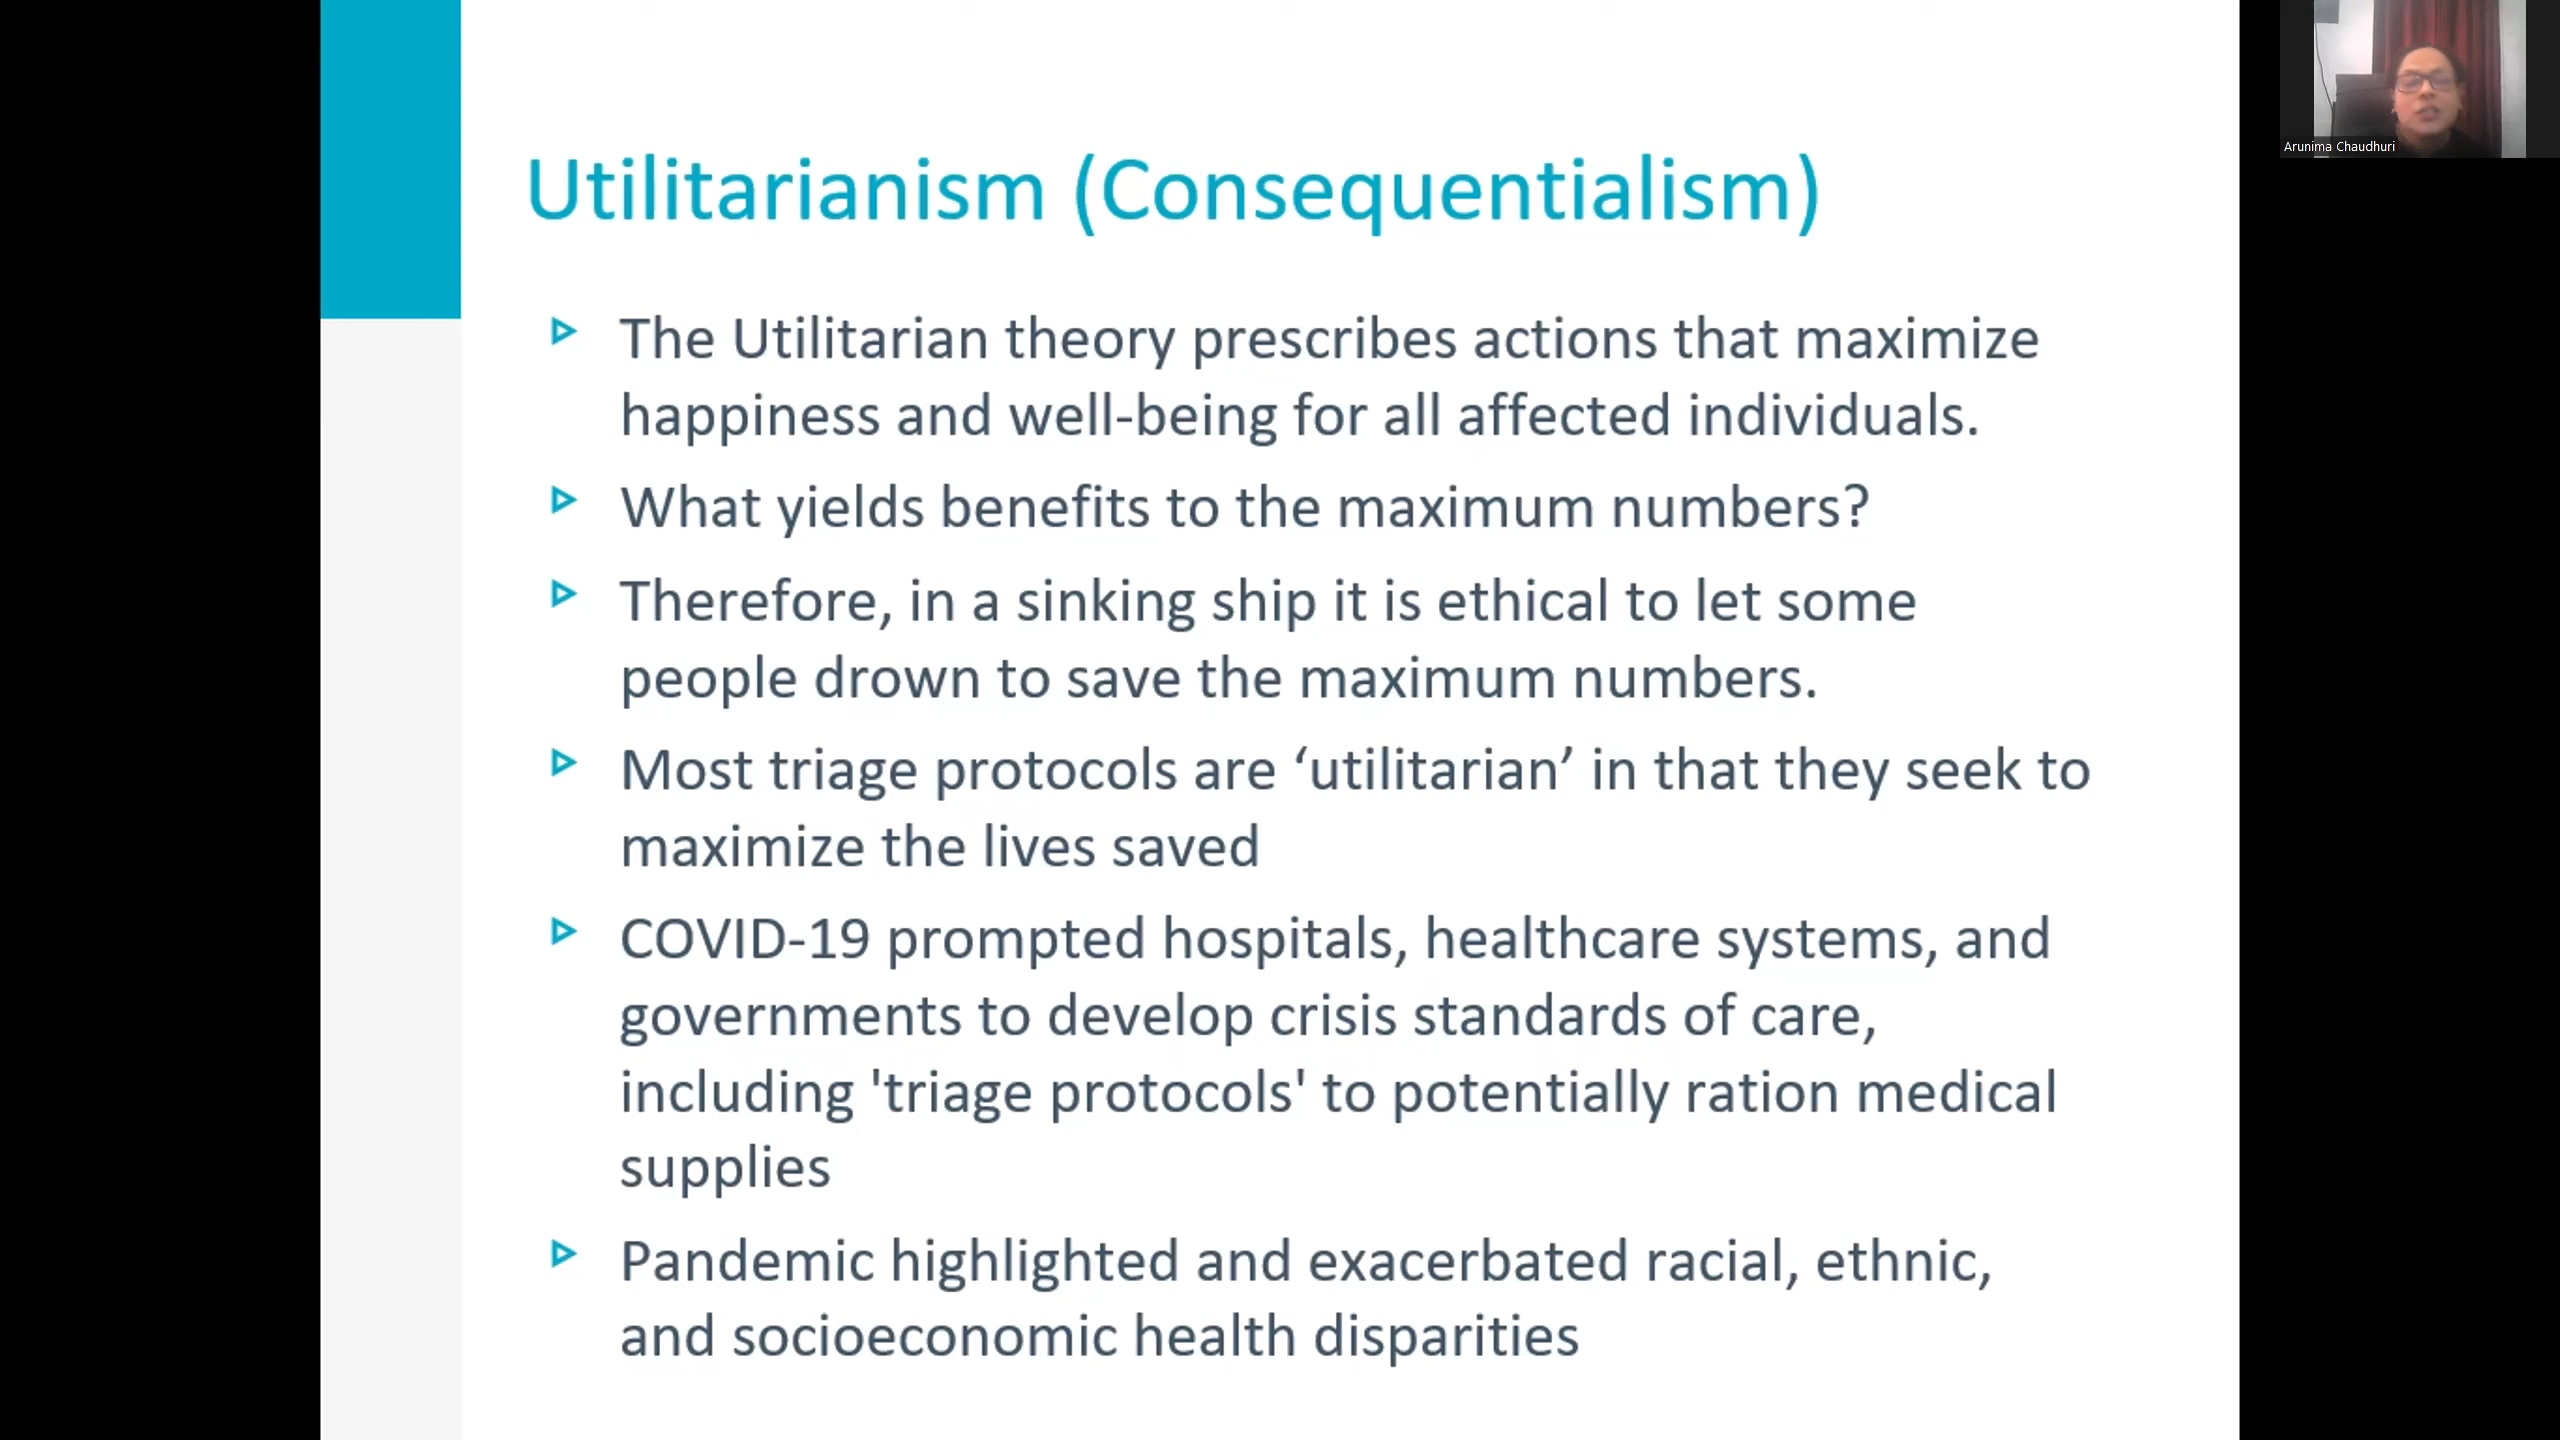 Utilitarianism (Consequentialism)
The Utilitarian theory prescribes actions that maximize
happiness and well-being for all affected individuals.
What yields benefits to the maximum numbers?
Therefore, in a sinking ship it is ethical to let some
people drown to save the maximum numbers.
Most triage protocols are ‘utilitarian’ in that they seek to
maximize the lives saved
COVID-19 prompted hospitals, healthcare systems, and
governments to develop crisis standards of care,
including 'triage protocols' to potentially ration medical
supplies
Pandemic highlighted and exacerbated racial, ethnic,
and socioeconomic health disparities
Arunima Chaudhuri